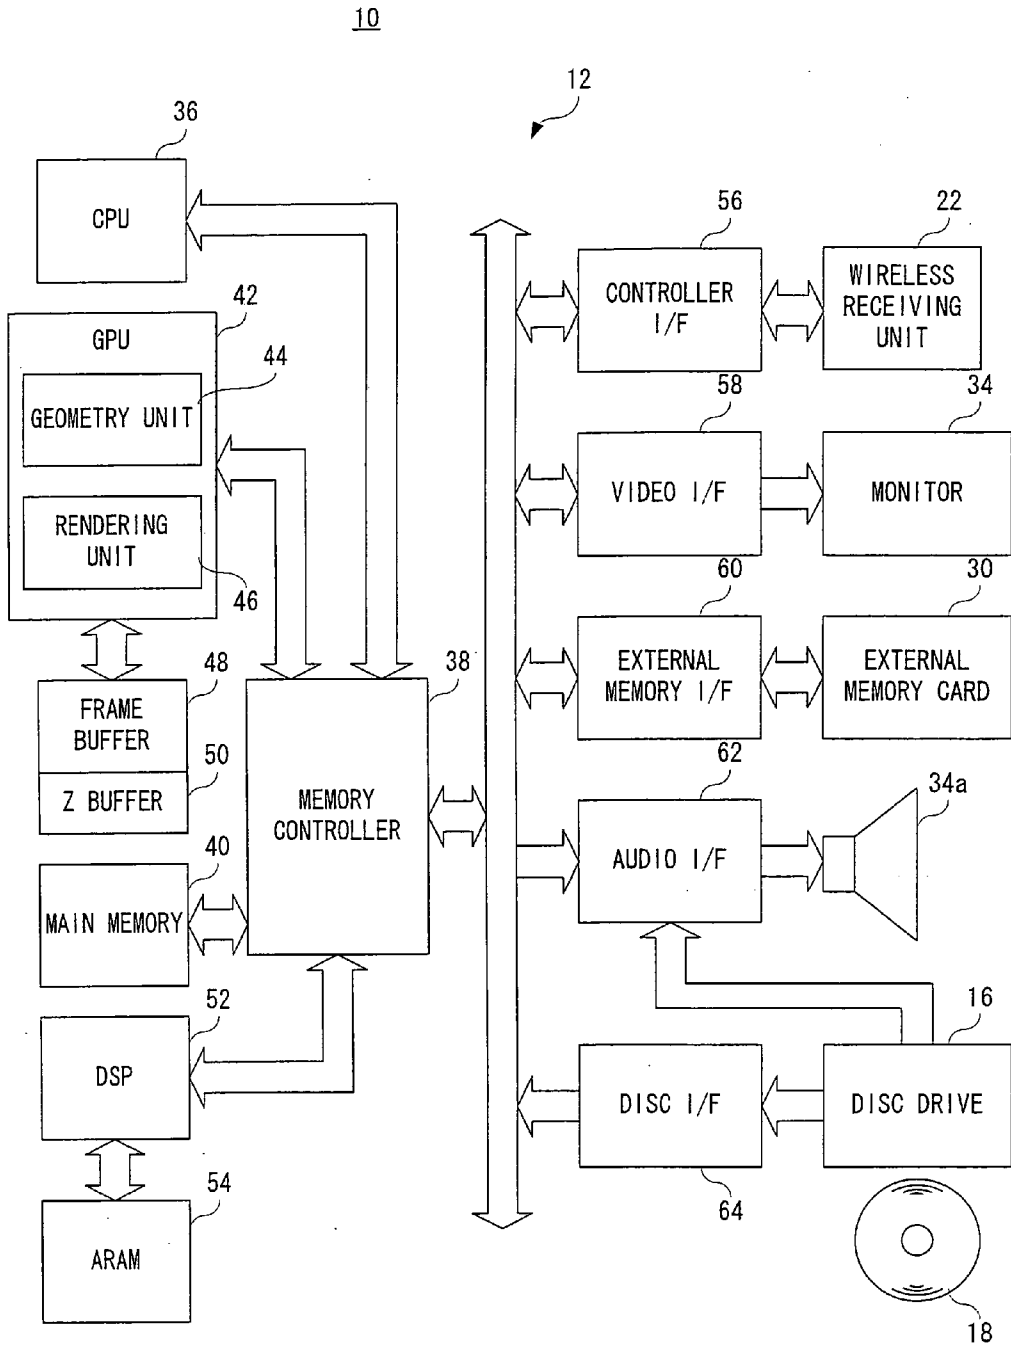 10
12
36
CPU
42
GPU
44
GEOMETRY UNIT
RENDERING
UNIT
46
48
FRAME
BUFFER
50
Z BUFFER
40
MAIN MEMORY
52
DSP
54
ARAM
38
MEMORY
CONTROLLER
56
CONTROLLER
I/F
22
WIRELESS
RECEIVING
UNIT
58
VIDEO I/F
34
MONITOR
60
EXTERNAL
MEMORY I/F
30
EXTERNAL
MEMORY CARD
62
AUDIO I/F
34a
16
DISC I/F
DISC DRIVE
64
18